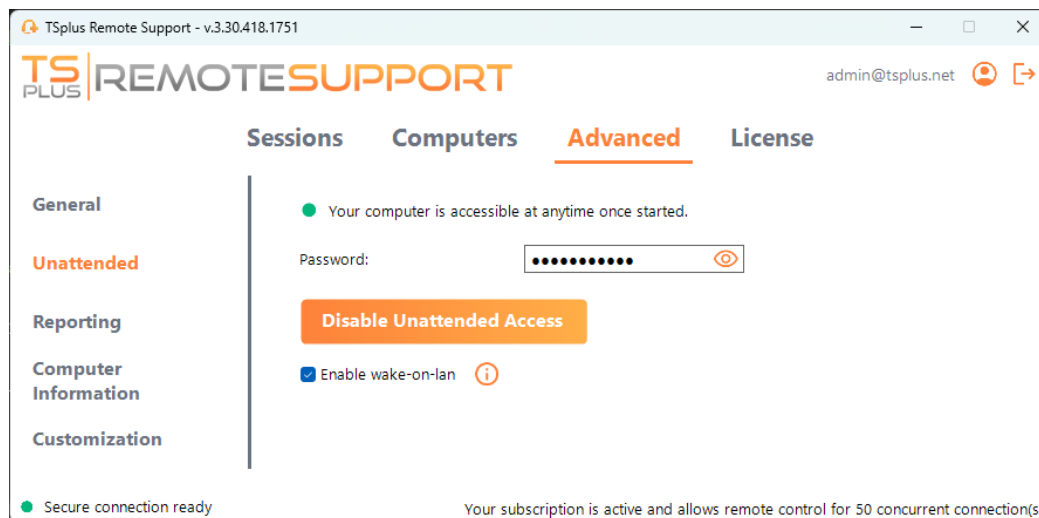 TSplus Remote Support - v.3.30.418.1751
TS PLUS REMOTESUPPORT
admin@tsplus.net
Sessions Computers Advanced License
General
Unattended
Reporting
Computer
Information
Customization
Your computer is accessible at anytime once started.
Password:
Disable Unattended Access
Enable wake-on-lan
Secure connection ready
Your subscription is active and allows remote control for 50 concurrent connection(s